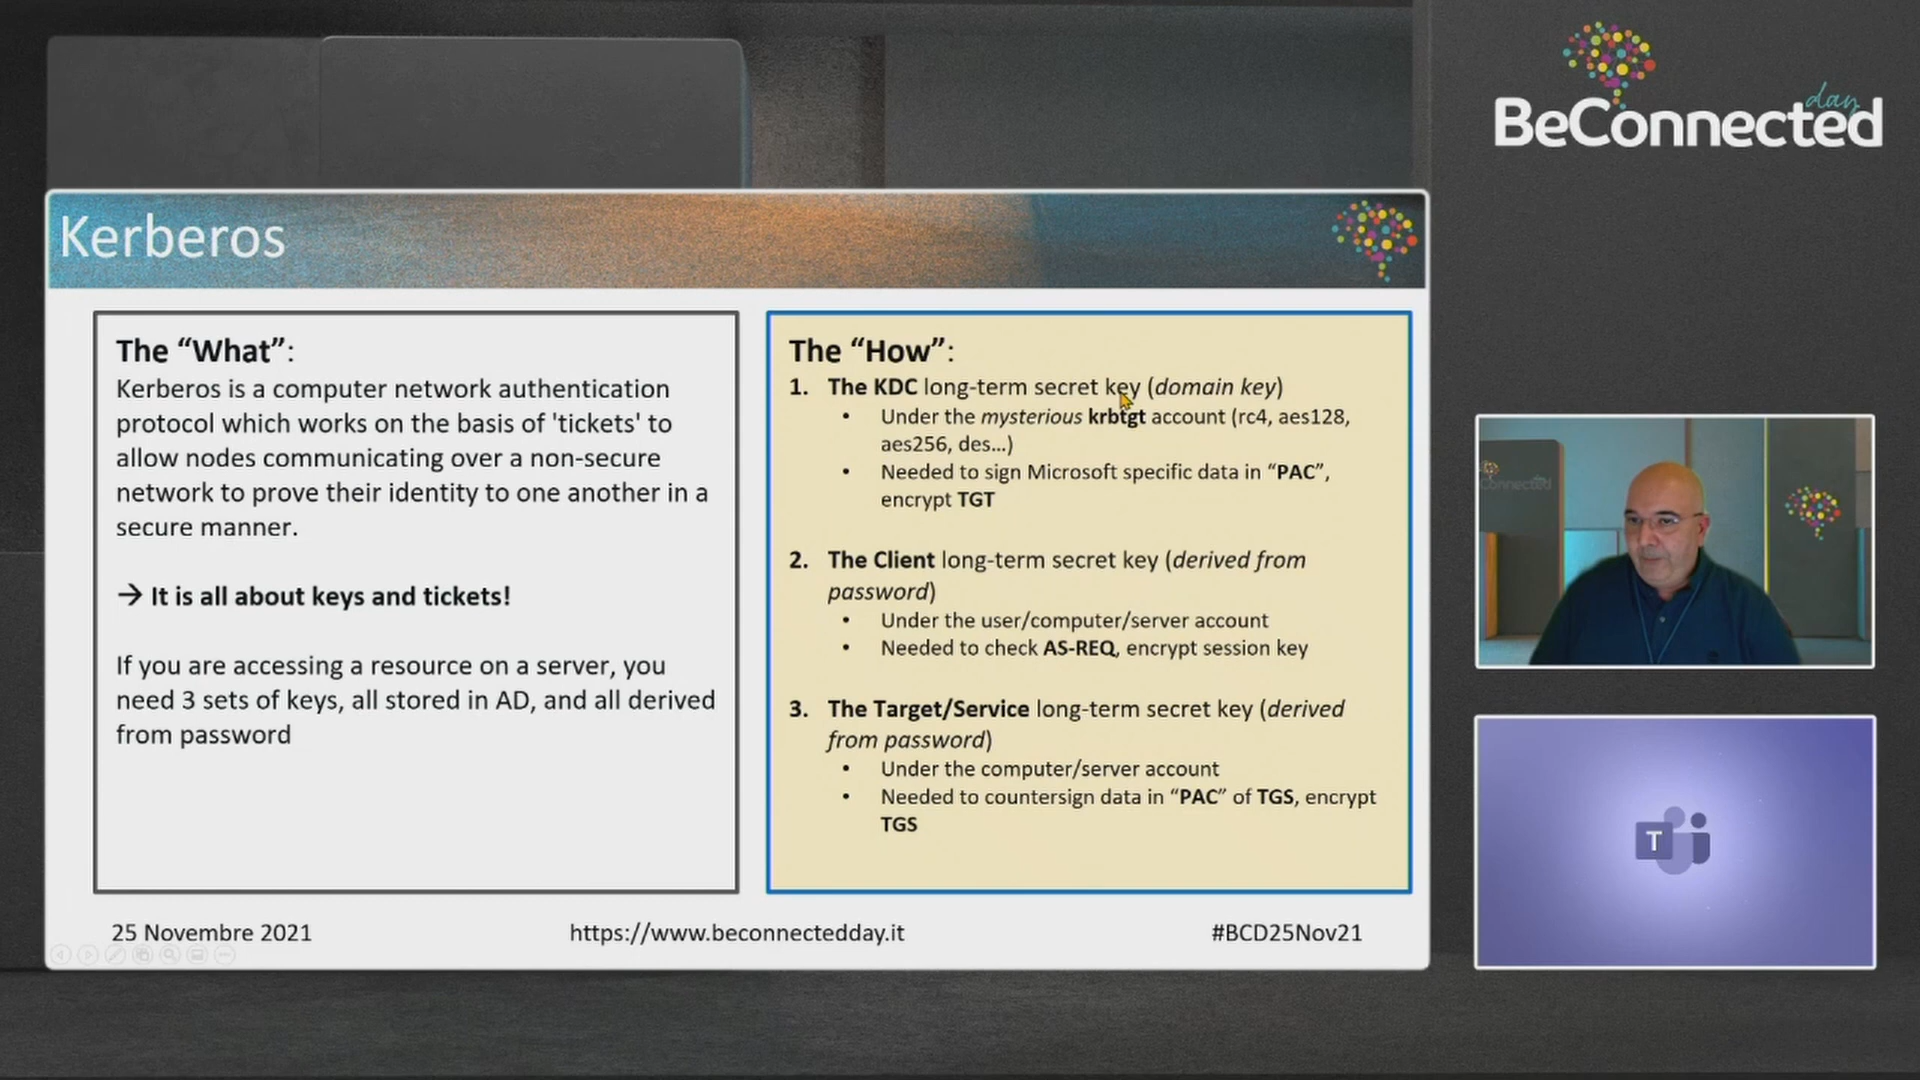 day
BeConnected
Kerberos
The “What”:
Kerberos is a computer network authentication
protocol which works on the basis of 'tickets' to
allow nodes communicating over a non-secure
network to prove their identity to one another in a
secure manner.
→ It is all about keys and tickets!
If you are accessing a resource on a server, you
need 3 sets of keys, all stored in AD, and all derived
from password
The “How”:
1. The KDC long-term secret key (domain key)
• Under the mysterious krbtgt account (rc4, aes128,
aes256, des…)
• Needed to sign Microsoft specific data in “PAC”,
encrypt TGT
2. The Client long-term secret key (derived from
password)
• Under the user/computer/server account
• Needed to check AS-REQ, encrypt session key
3. The Target/Service long-term secret key (derived
from password)
• Under the computer/server account
• Needed to countersign data in “PAC” of TGS, encrypt
TGS
25 Novembre 2021
https://www.beconnectedday.it
#BCD25Nov21
Connected
T